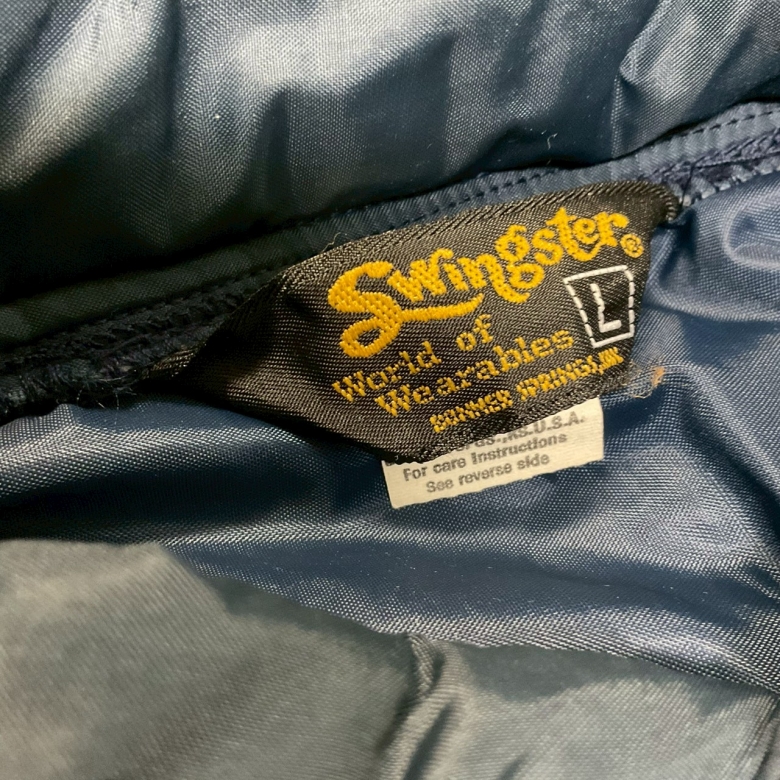 Swingster®
L
World of
Wearables
BONNER SPRINGS,
M.S.U.S.A.
For care Instructions
See reverse side